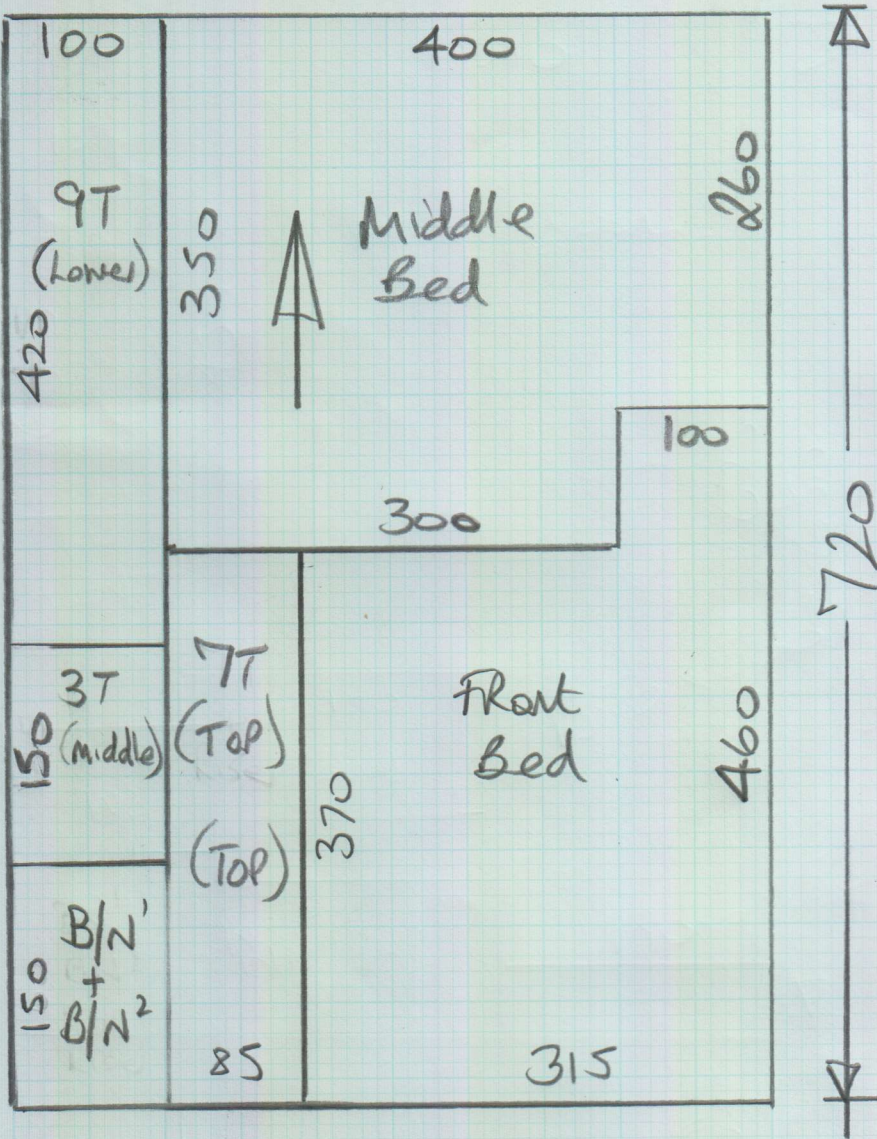 100
400
9T
(Lower)
420
350
Middle
Bed
260
100
300
720
3T
(Middle)
150
7T
(TOP)
(TOP)
370
FRont
Bed
460
B/N'
+
B/N²
150
85
315